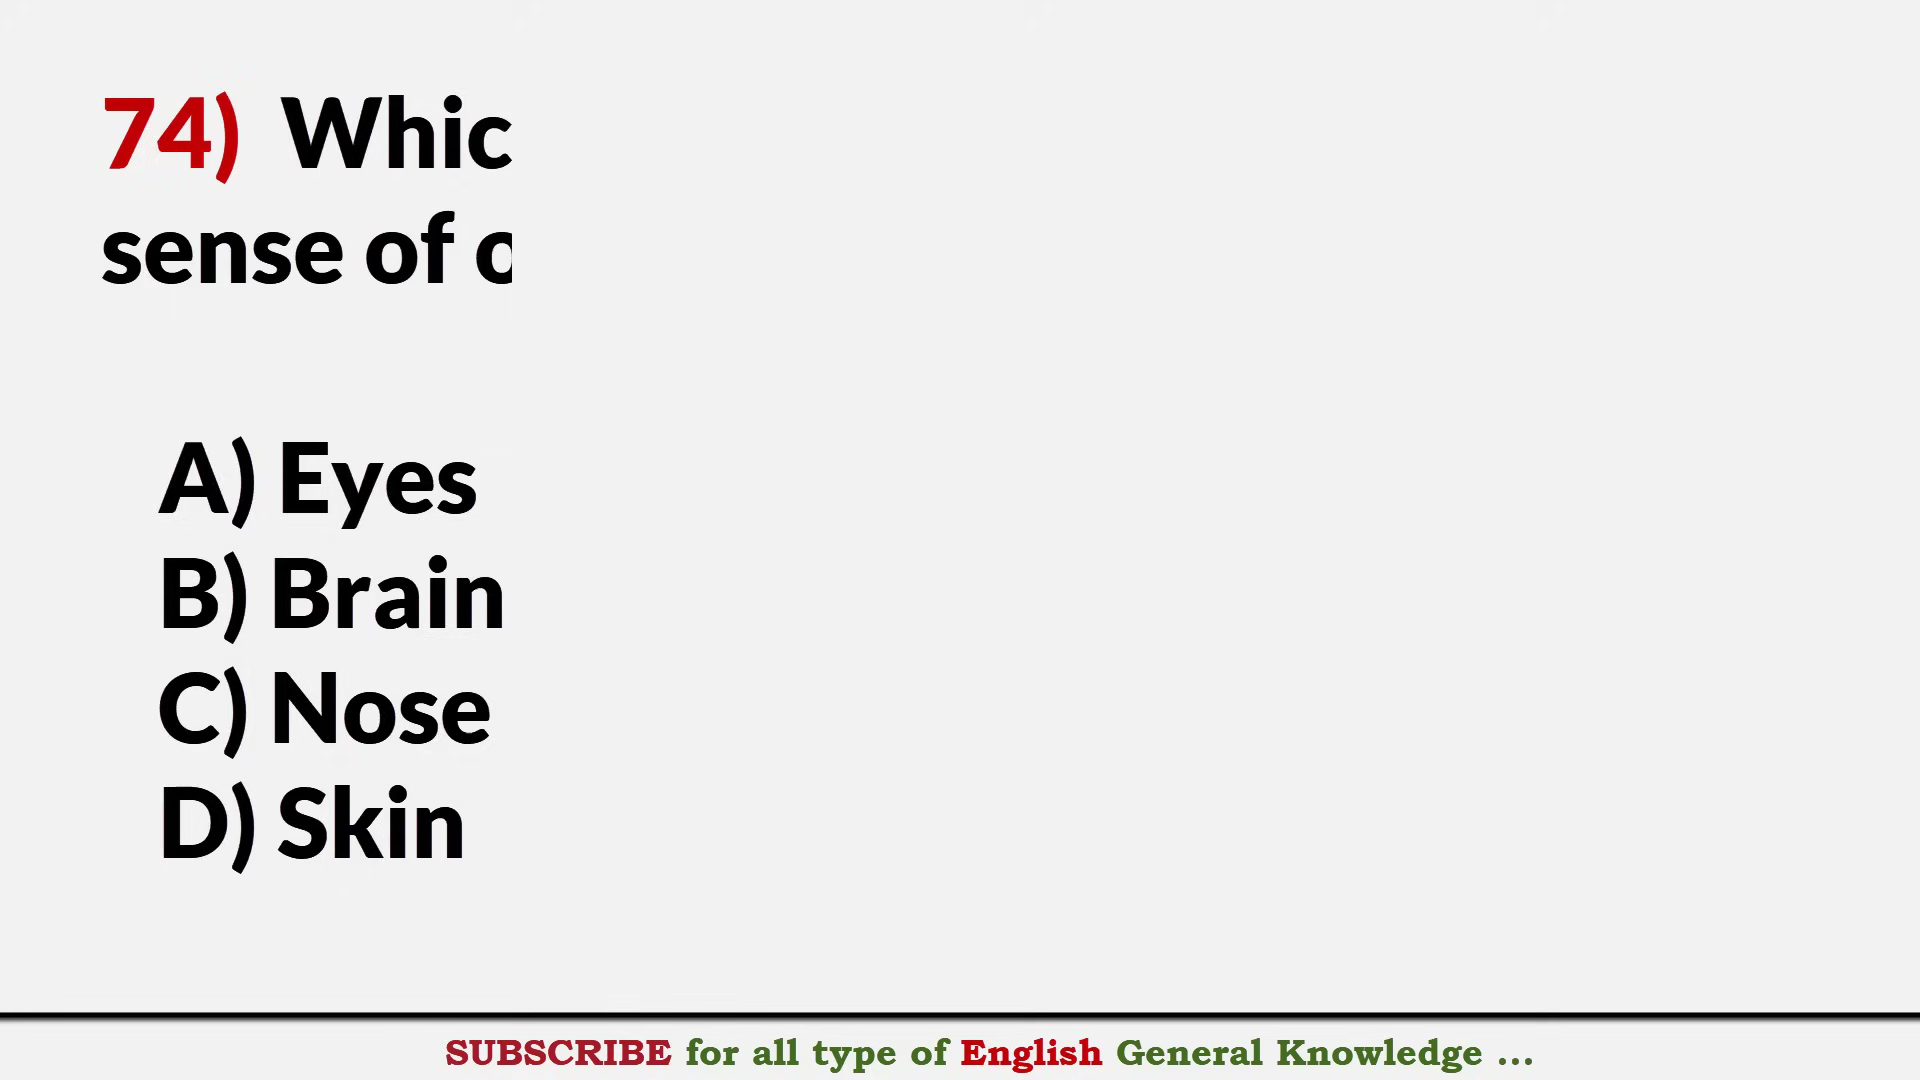 74) Whic
sense of
A) Eyes
B) Brain
C) Nose
D) Skin
SUBSCRIBE for all type of English General Knowledge ...